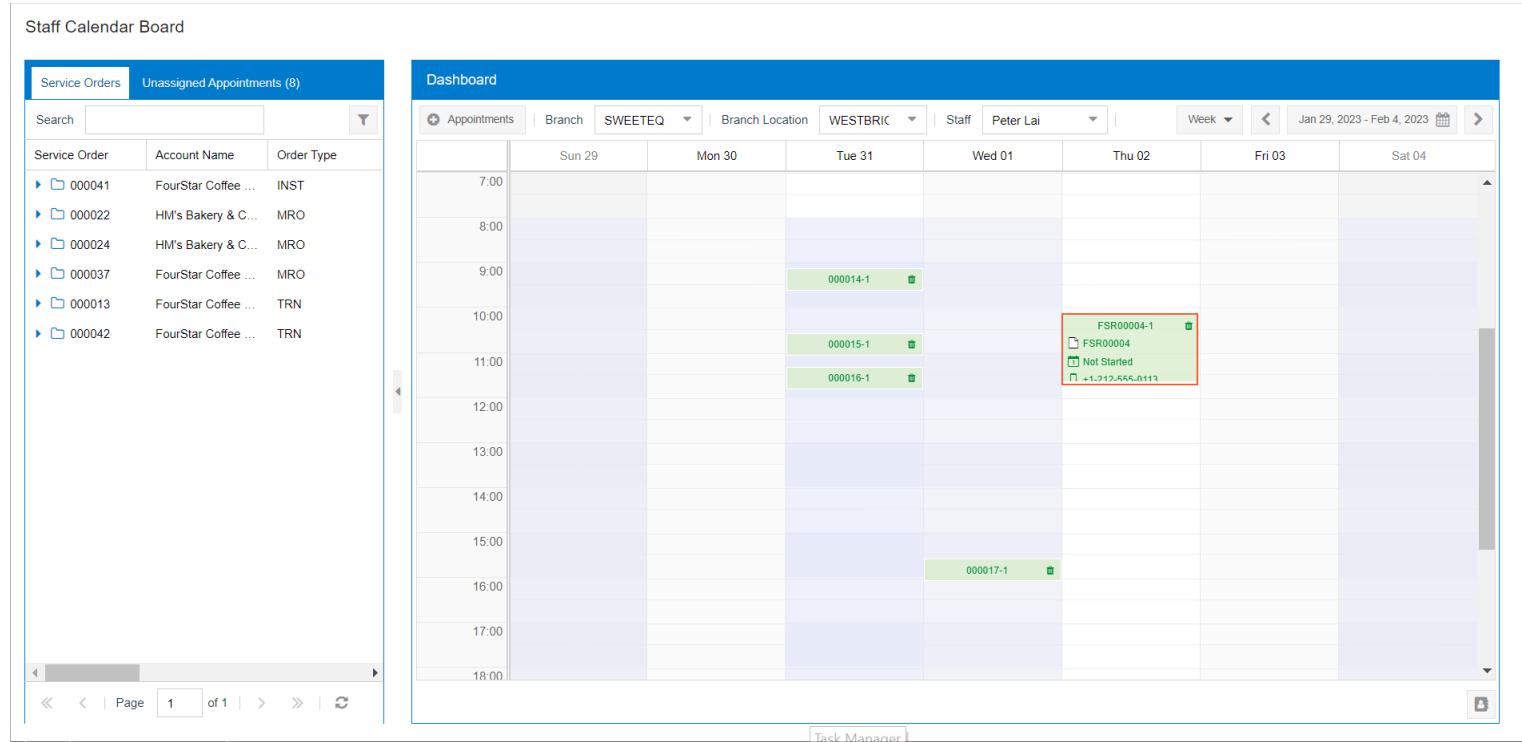 Staff Calendar Board
Service Orders Unassigned Appointments (8)
Search
Service Order Account Name Order Type
000041 FourStar Coffee ... INST
000022 HM's Bakery & C... MRO
000024 HM's Bakery & C... MRO
000037 FourStar Coffee ... MRO
000013 FourStar Coffee ... TRN
000042 FourStar Coffee ... TRN
Page 1 of 1
Dashboard
Appointments Branch SWEETEQ Branch Location WESTBRIC Staff Peter Lai Week Jan 29, 2023 - Feb 4, 2023
Sun 29 Mon 30 Tue 31 Wed 01 Thu 02 Fri 03 Sat 04
7:00
8:00
9:00
000014-1
10:00
FSR00004-1
000015-1
FSR00004
11:00
1 Not Started
000016-1
+1-212-555-0113
12:00
13:00
14:00
15:00
000017-1
16:00
17:00
18:00
Task Manager